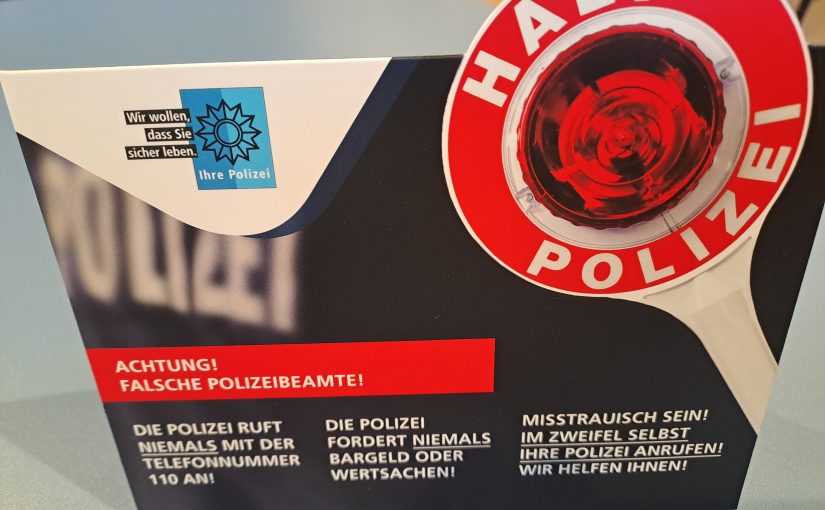 Wir wollen,
dass Sie
sicher leben.
Ihre Polizei
POLIZEI
POLIZEI
ACHTUNG!
FALSCHE POLIZEIBEAMTE!
DIE POLIZEI RUFT
NIEMALS MIT DER
TELEFONNUMMER
110 AN!
DIE POLIZEI
FORDERT NIEMALS
BARGELD ODER
WERTSACHEN!
MISSTRAUISCH SEIN!
IM ZWEIFEL SELBST
IHRE POLIZEI ANRUFEN!
WIR HELFEN IHNEN!